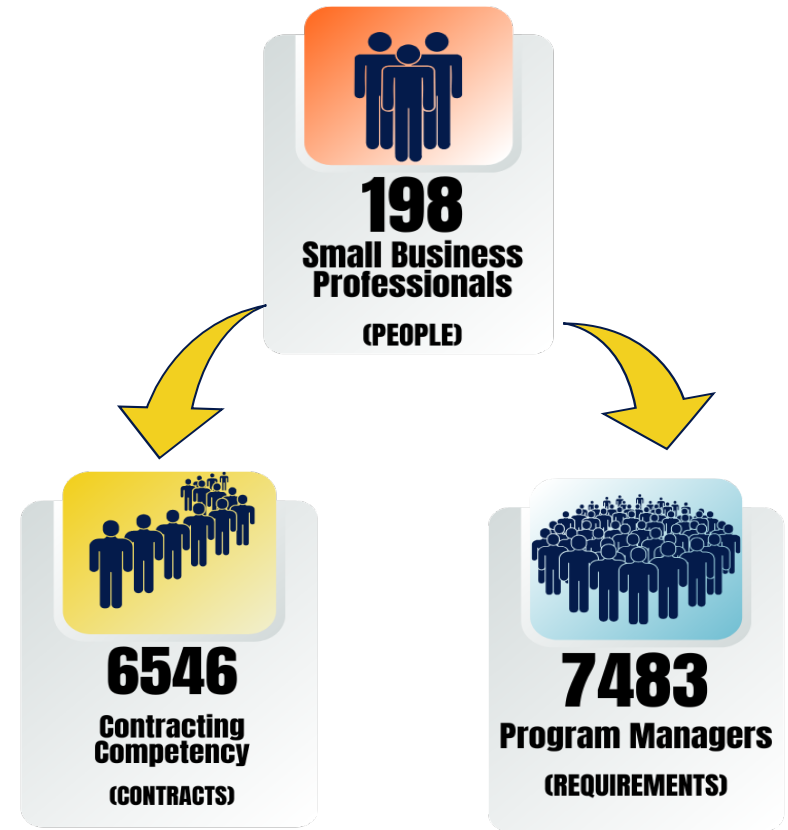 198
Small Business
Professionals
(PEOPLE)
6546
Contracting
Competency
(CONTRACTS)
7483
Program Managers
(REQUIREMENTS)